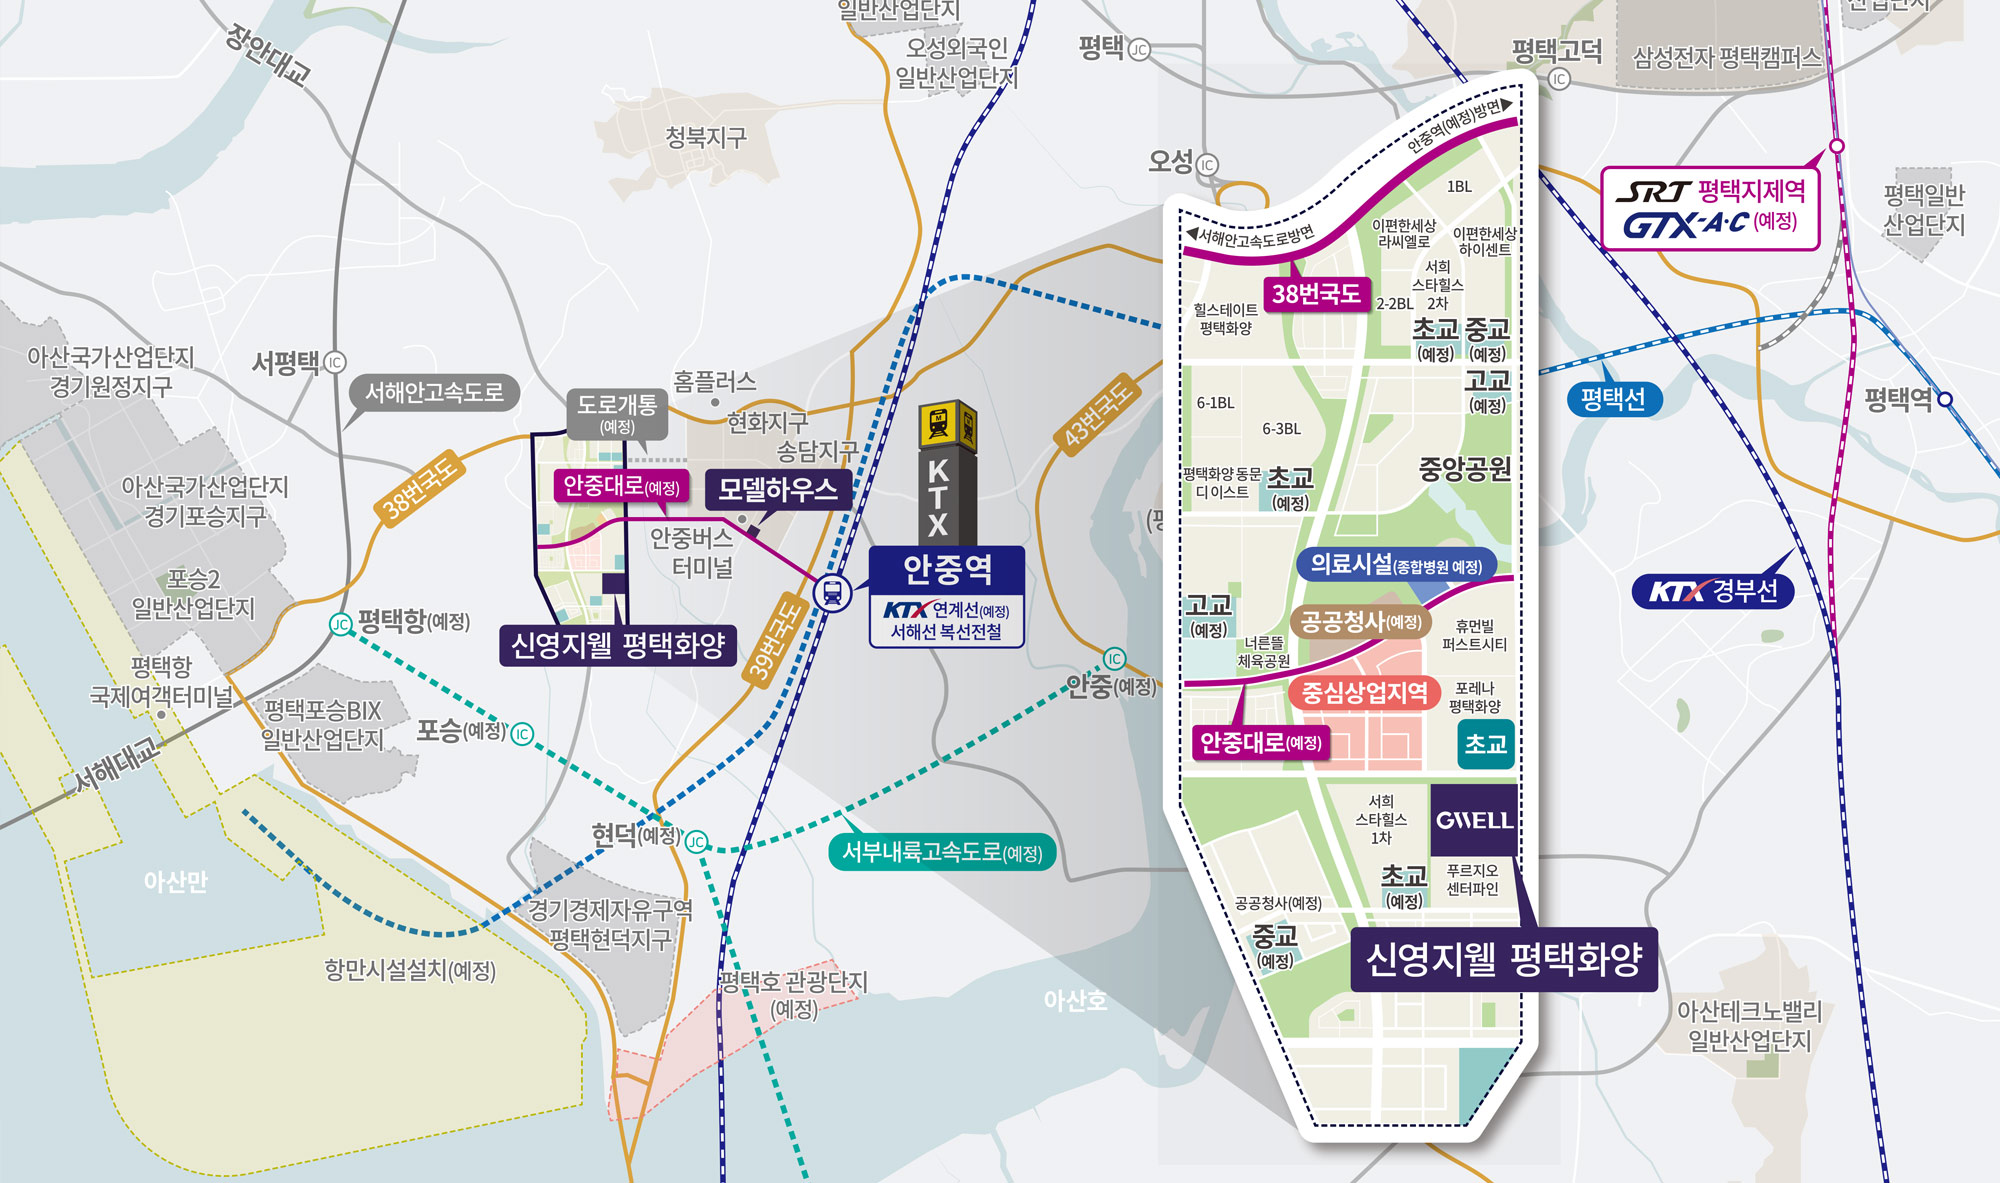 일반산업단지
장안대교
오성외국인
일반산업단지
평택 JC
평택고덕
IC
삼성전자 평택캠퍼스
산업단지
청북지구
오성 IC
SRT 평택지제역
GTX-A·C (예정)
평택일반
산업단지
아산국가산업단지
경기원정지구
서평택 IC
서해안고속도로
홈플러스
도로개통
(예정)
현화지구
송담지구
43번국도
평택선
평택역
38번국도
아산국가산업단지
경기포승지구
안중대로(예정)
모델하우스
안중버스
터미널
KTX
안중역
KTX 연계선(예정)
서해선 복선전철
KTX 경부선
포승2
일반산업단지
JC 평택항(예정)
신영지웰 평택화양
39번국도
IC
안중(예정)
평택항
국제여객터미널
평택포승BIX
일반산업단지
포승(예정) IC
서해대교
현덕(예정) JC
서부내륙고속도로(예정)
아산만
경기경제자유구역
평택현덕지구
항만시설설치(예정)
평택호 관광단지
(예정)
아산호
아산테크노밸리
일반산업단지
안중역(예정)방면▶
◀서해안고속도로방면
38번국도
1BL
이편한세상
라씨엘로
이편한세상
하이센트
서희
스타힐스
2차
2-2BL
힐스테이트
평택화양
초교
(예정)
중교
(예정)
고교
(예정)
6-1BL
6-3BL
중앙공원
평택화양 동문
디 이스트
초교
(예정)
의료시설(종합병원 예정)
고교
(예정)
공공청사(예정)
너른뜰
체육공원
휴먼빌
퍼스트시티
중심상업지역
포레나
평택화양
안중대로(예정)
초교
서희
스타힐스
1차
GWELL
초교
(예정)
푸르지오
센터파인
공공청사(예정)
중교
(예정)
신영지웰 평택화양